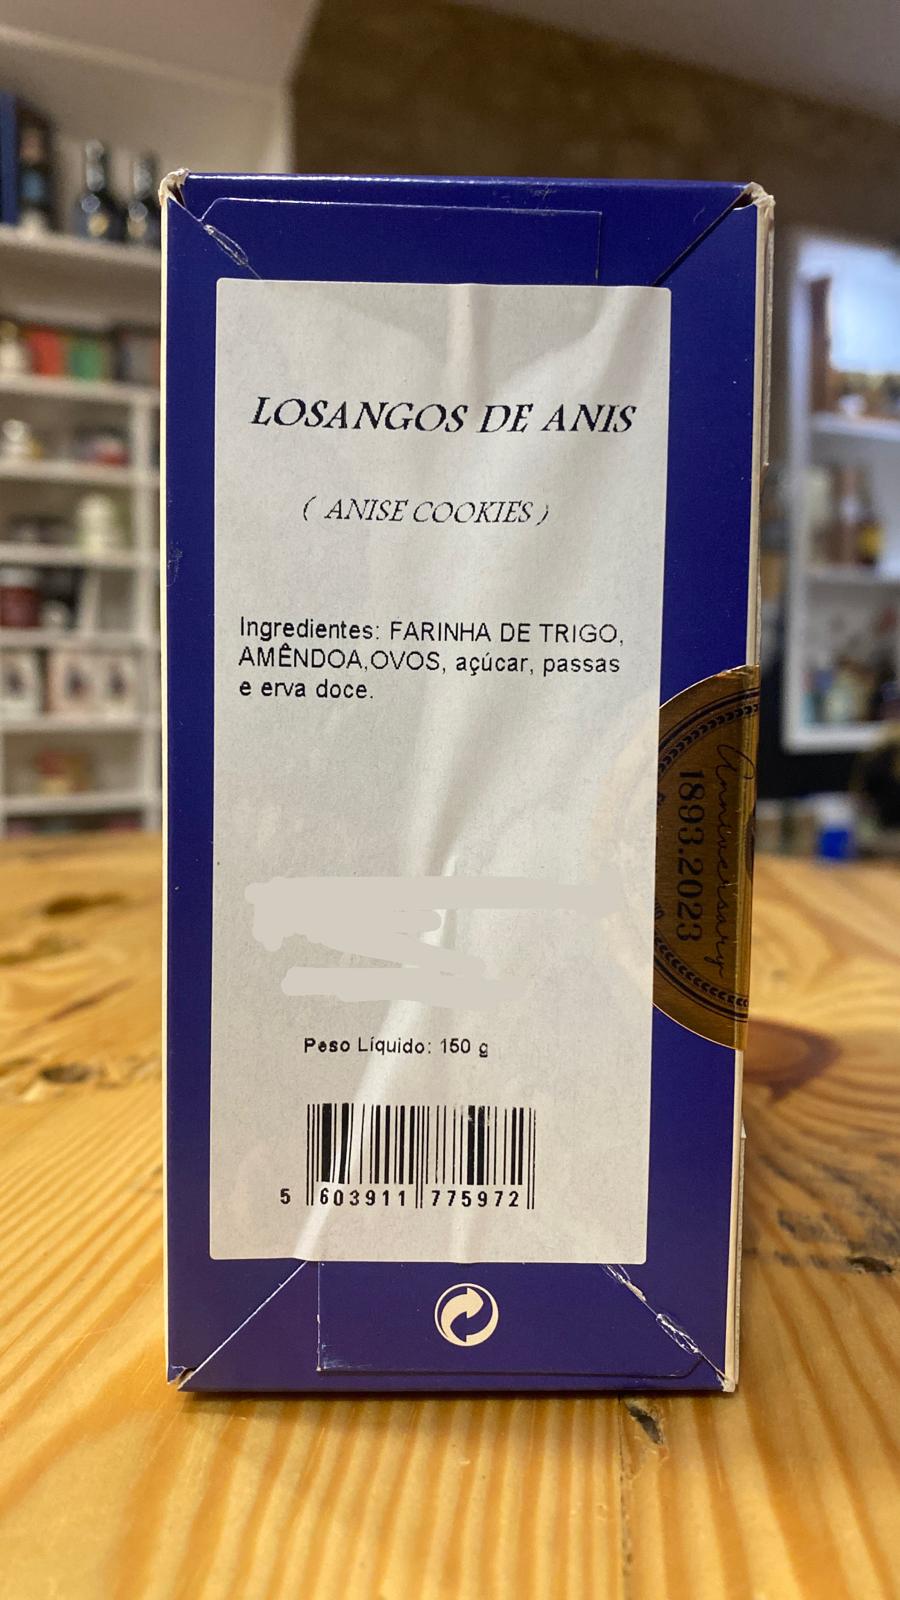 LOSANGOS DE ANIS
( ANISE COOKIES )
Ingredientes: FARINHA DE TRIGO,
AMÊNDOA,OVOS, açúcar, passas
e erva doce.
Anniversary
1893.2023
Peso Líquido: 150 g
5 603911 775972